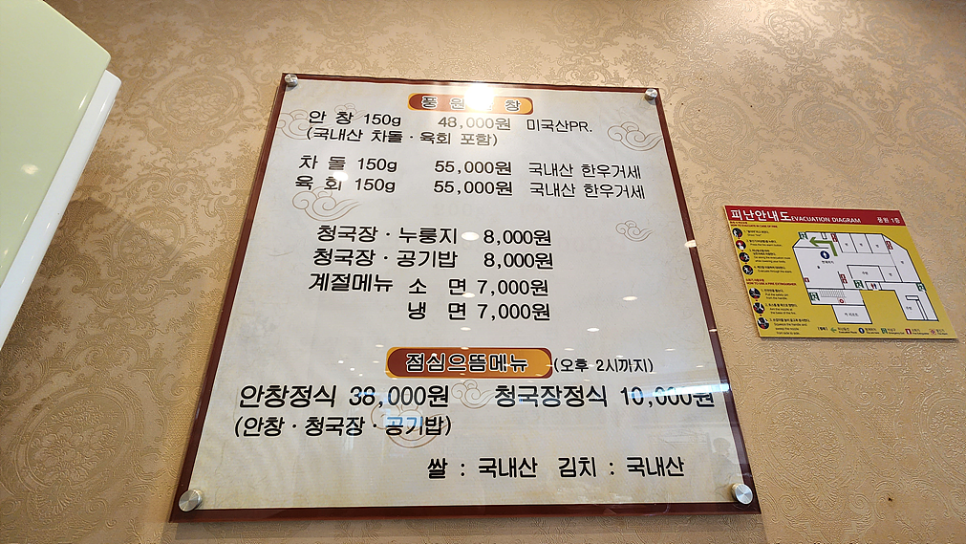 풍 원 안 창
안 창 150g 48,000원 미국산PR.
(국내산 차돌 · 육회 포함)
차 돌 150g 55,000원 국내산 한우거세
육 회 150g 55,000원 국내산 한우거세
청국장 · 누룽지 8,000원
청국장 · 공기밥 8,000원
계절메뉴 소 면 7,000원
냉 면 7,000원
점심으뜸메뉴 (오후 2시까지)
안창정식 38,000원 청국장정식 10,000원
(안창 · 청국장 · 공기밥)
쌀 : 국내산 김치 : 국내산
피난안내도 EVACUATION DIAGRAM 풍원 1층